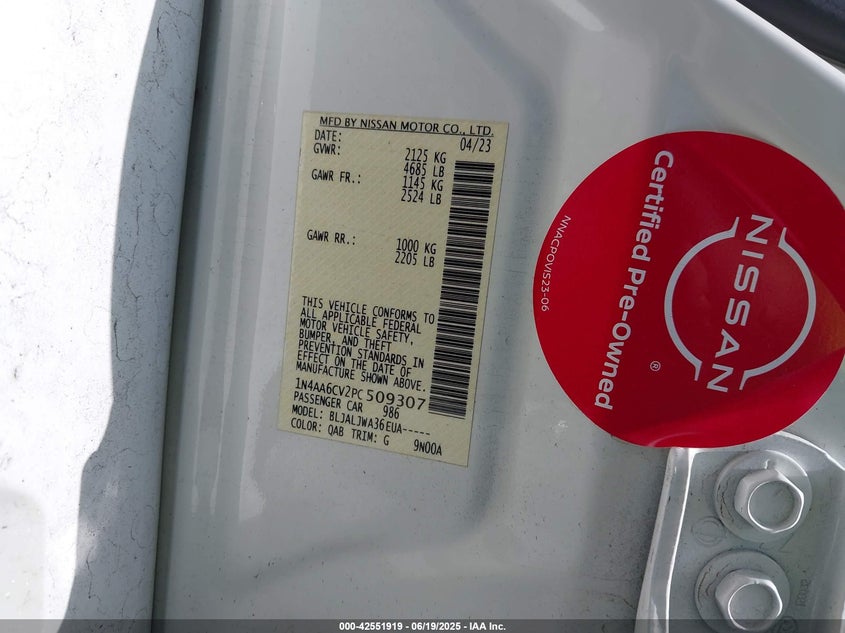 MFD BY NISSAN MOTOR CO., LTD.
DATE: 04/23
GVWR: 2125 KG
4685 LB
GAWR FR.: 1145 KG
2524 LB
GAWR RR.: 1000 KG
2205 LB
THIS VEHICLE CONFORMS TO
ALL APPLICABLE FEDERAL
MOTOR VEHICLE SAFETY,
BUMPER, AND THEFT
PREVENTION STANDARDS IN
EFFECT ON THE DATE OF
MANUFACTURE SHOWN ABOVE.
1N4AA6CV2PC509307
PASSENGER CAR 986
MODEL: BLJALJWA36EUA-----
COLOR: QAB TRIM: G 9N00A
NISSAN
Certified Pre-Owned
®
NNACPOVIS23-06
000-42551919 - 06/19/2025 - IAA Inc.